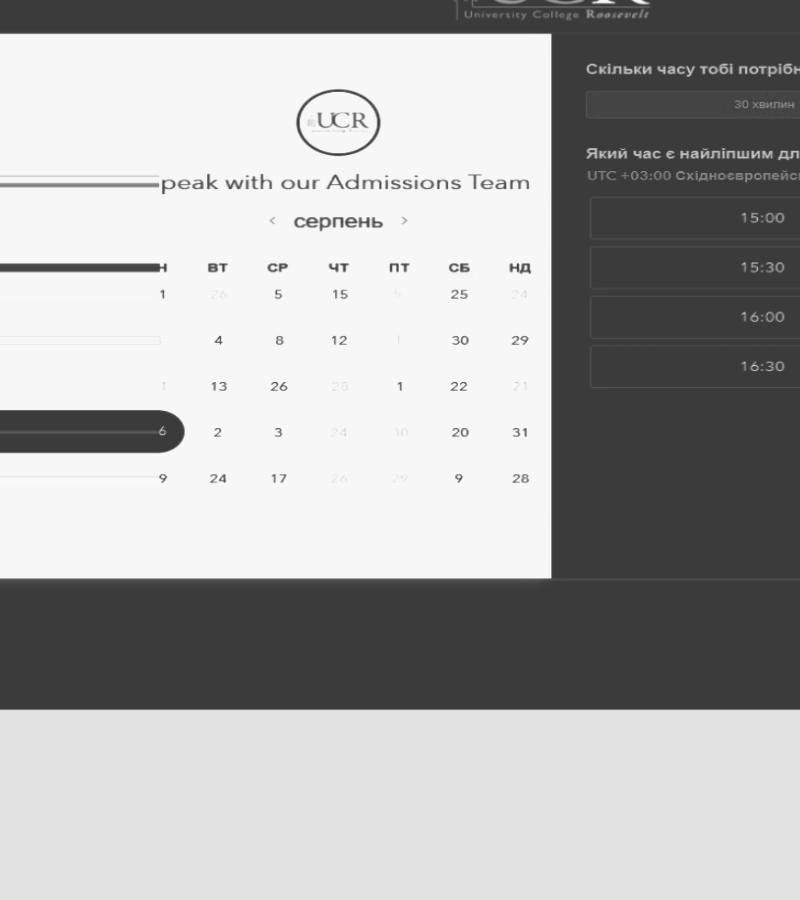 University College Roosevelt
UCR
peak with our Admissions Team
‹ серпень ›
Н ВТ СР ЧТ ПТ СБ НД
1 26 5 15 25 24
4 8 12 1 30 29
1 13 26 25 1 22 21
6 2 3 24 30 20 31
9 24 17 26 29 9 28
Скільки часу тобі потрібн
30 хвилин
Який час є найліпшим дл
UTC +03:00 Східноєвропейсь
15:00
15:30
16:00
16:30